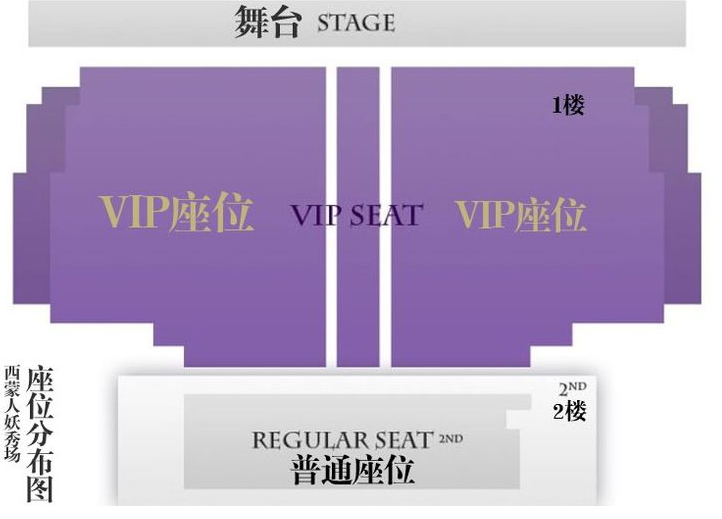 舞台 STAGE
1楼
VIP座位 VIP SEAT VIP座位
2ND
2楼
REGULAR SEAT 2ND
普通座位
座位分布图
西蒙人妖秀场